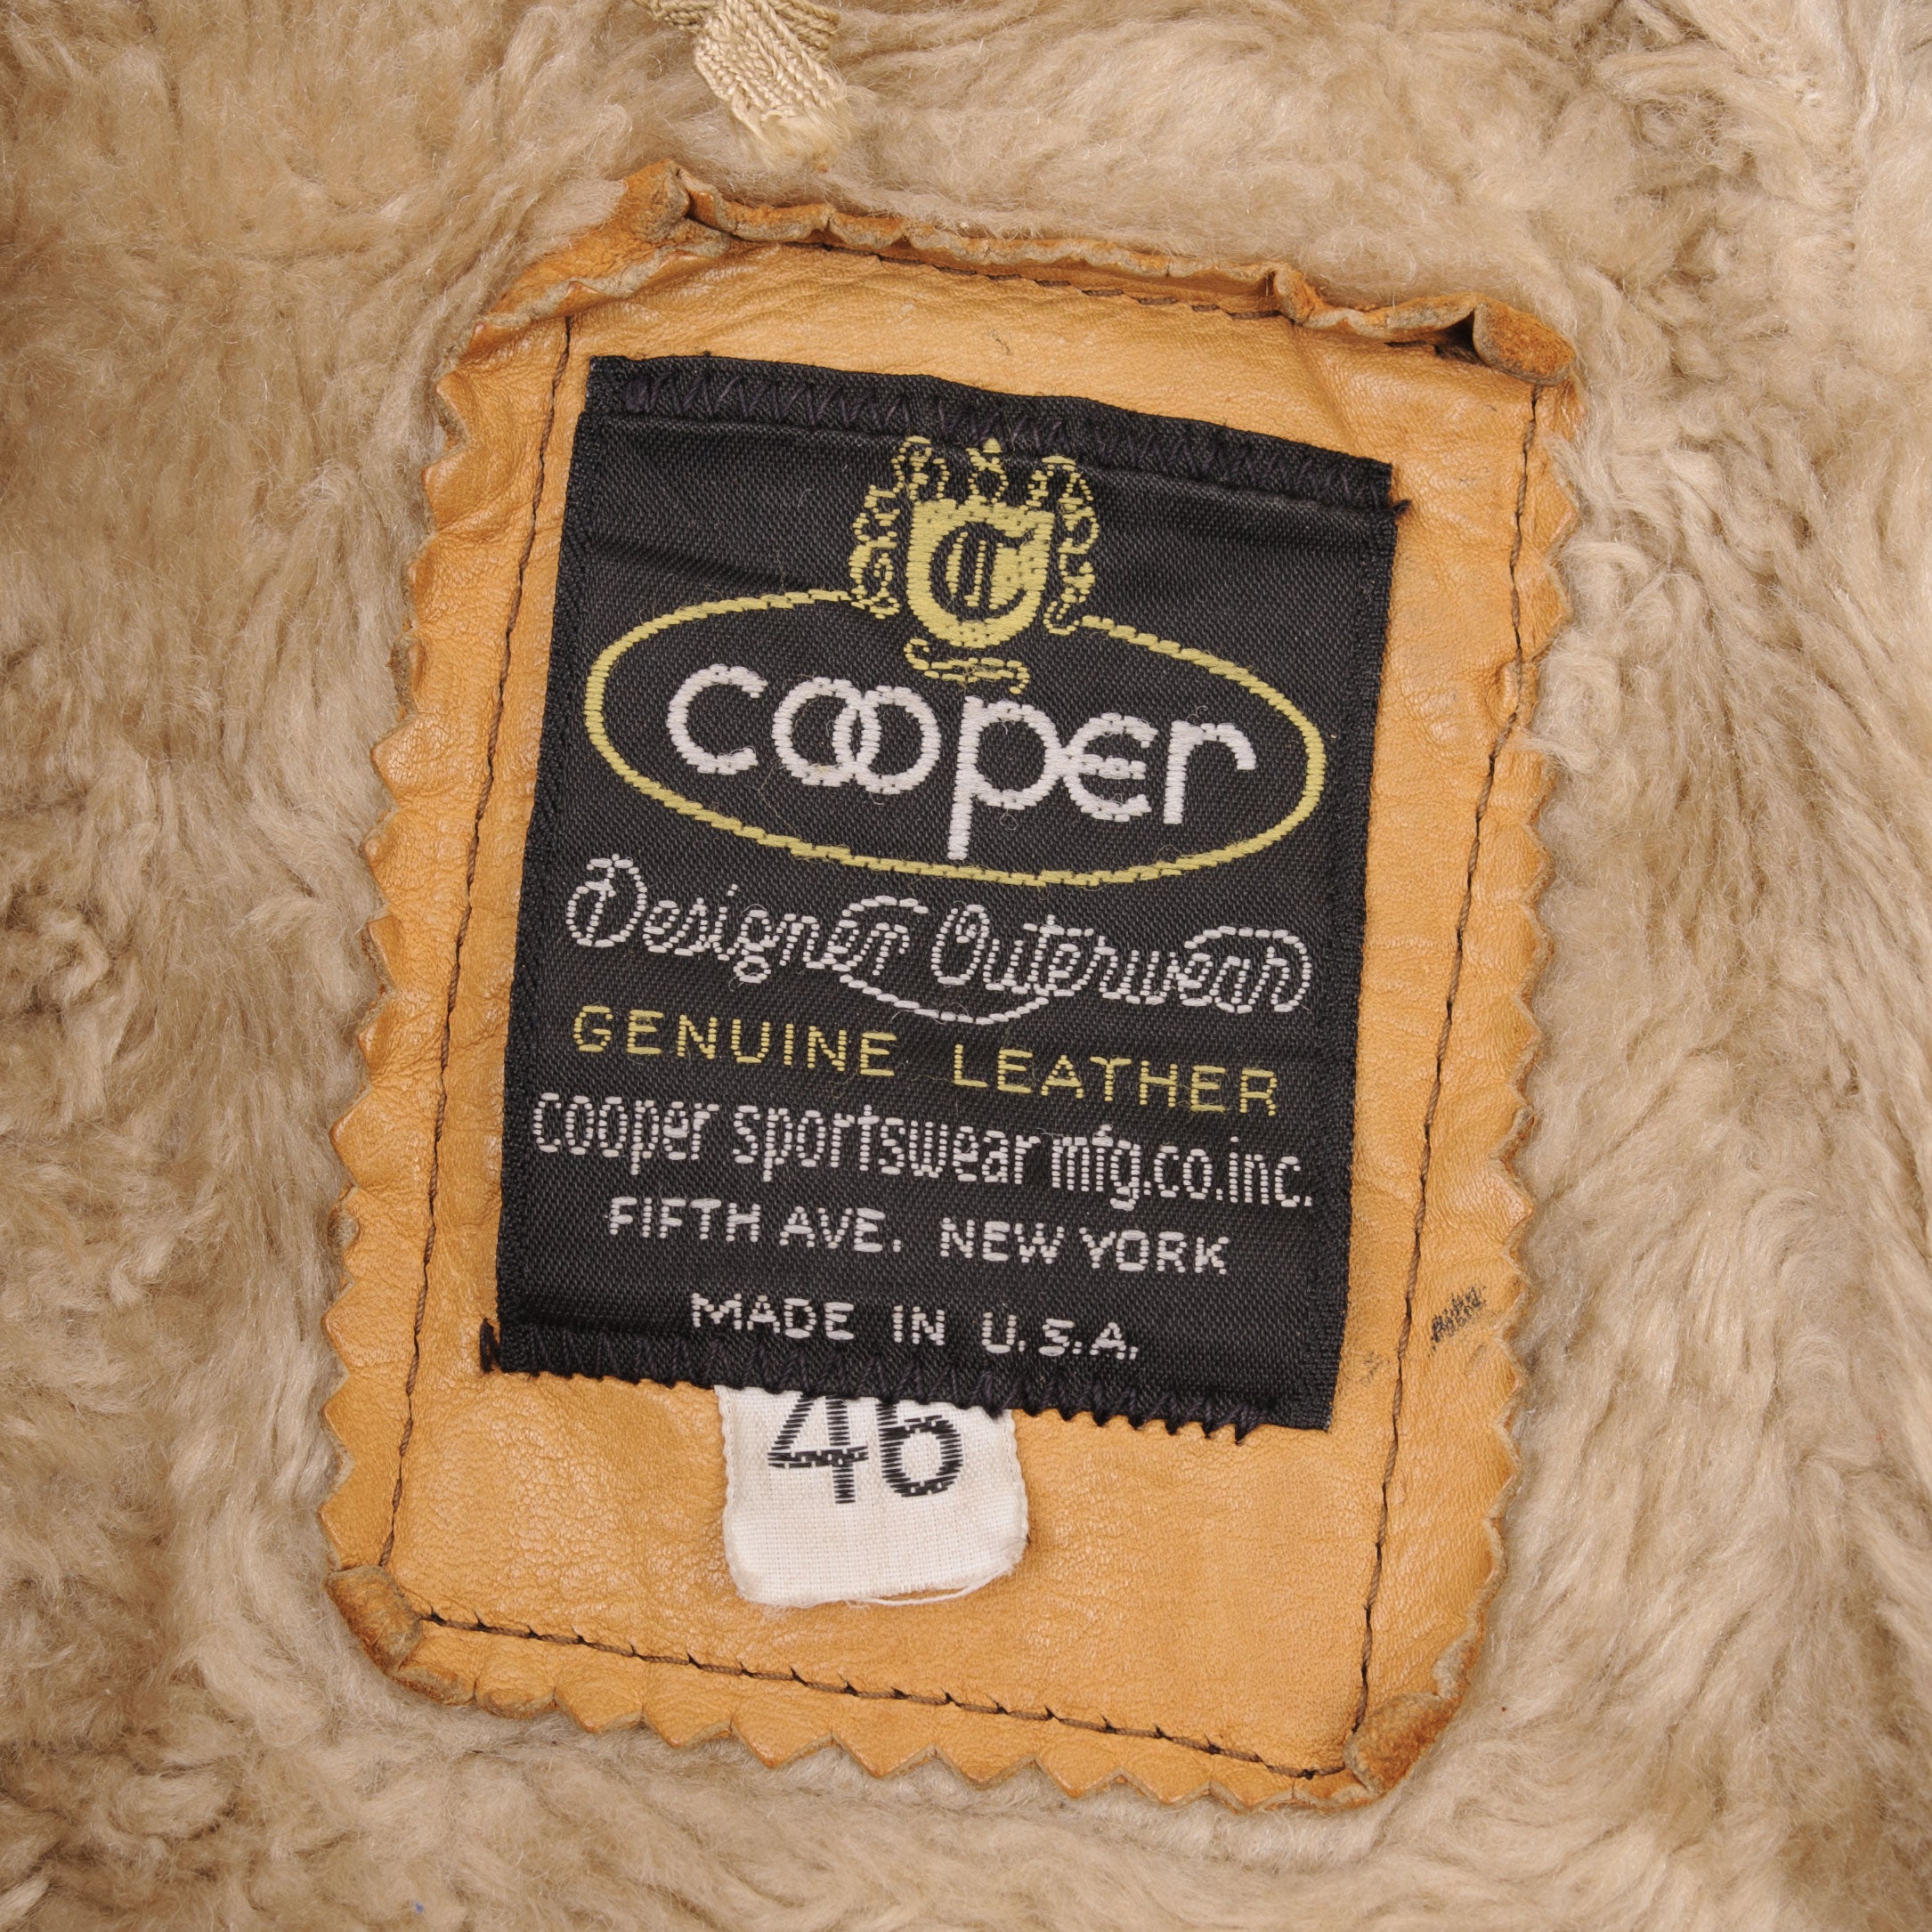 C
cooper
Designer Outerwear
GENUINE LEATHER
cooper sportswear mfg.co.inc.
FIFTH AVE. NEW YORK
MADE IN U.S.A.
46